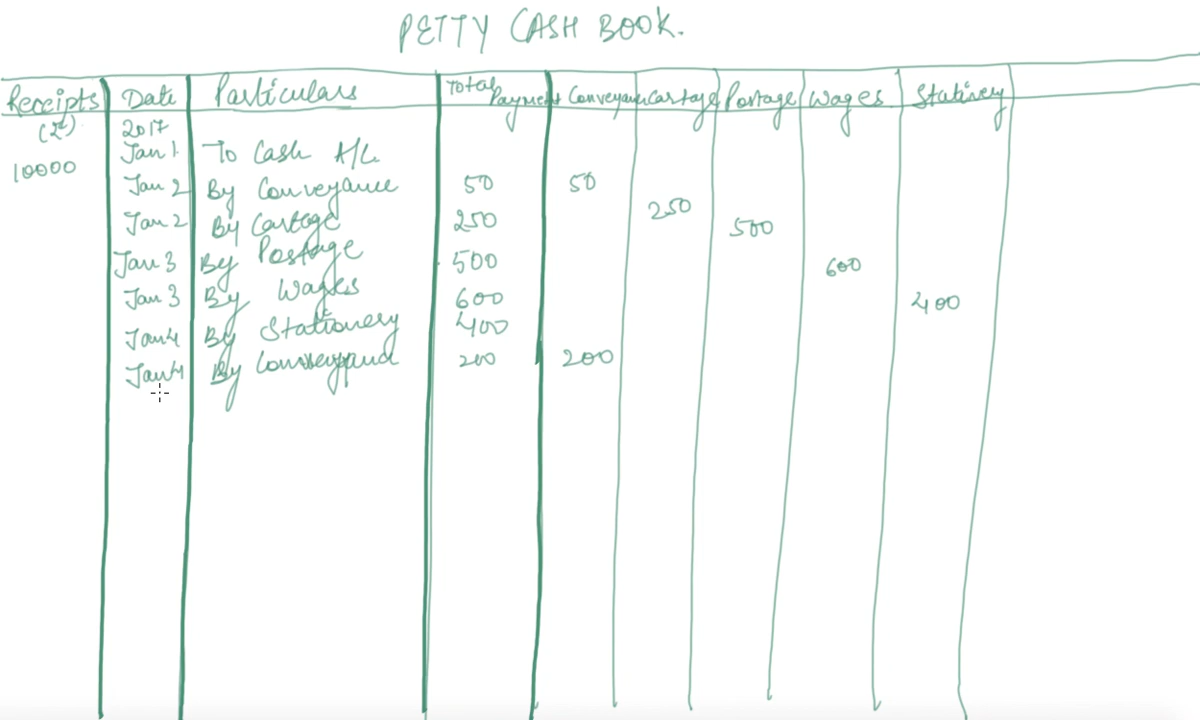 PETTY CASH BOOK.
Receipts (₹) Date Particulars Total Payment Conveyance Cartage Postage Wages Stationery
2017
10000 Jan 1 To Cash A/c
Jan 2 By Conveyance 50 50
Jan 2 By Cartage 250 250
Jan 3 By Postage 500 500
Jan 3 By Wages 600 600
Jan 4 By Stationery 400 400
Jan 4 By 200 200